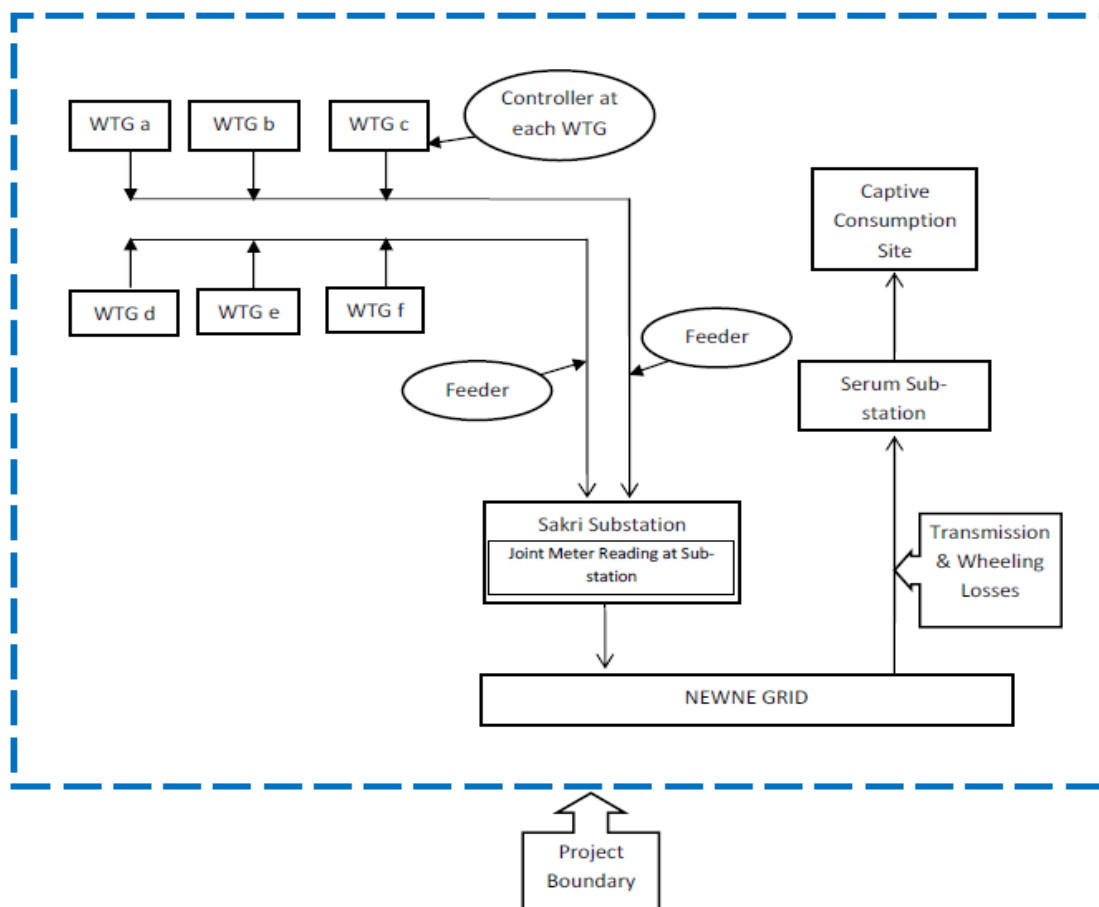 WTG a
WTG b
WTG c
Controller at
each WTG
Captive
Consumption
Site
WTG d
WTG e
WTG f
Feeder
Feeder
Serum Sub-
station
Sakri Substation
Joint Meter Reading at Sub-
station
Transmission
& Wheeling
Losses
NEWNE GRID
Project
Boundary